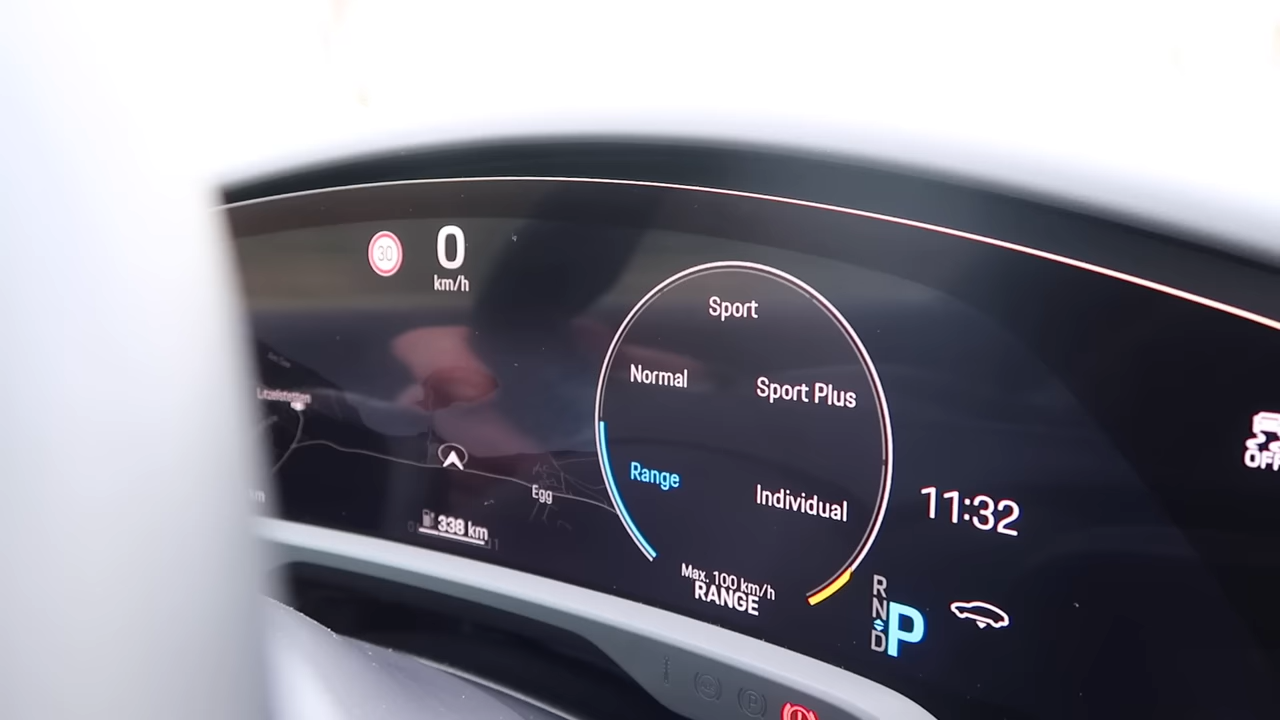 30
0
km/h
Litzelstetten
Egg
338 km
Sport
Normal
Sport Plus
Range
Individual
Max. 100 km/h
RANGE
11:32
R
N
D
P
OFF